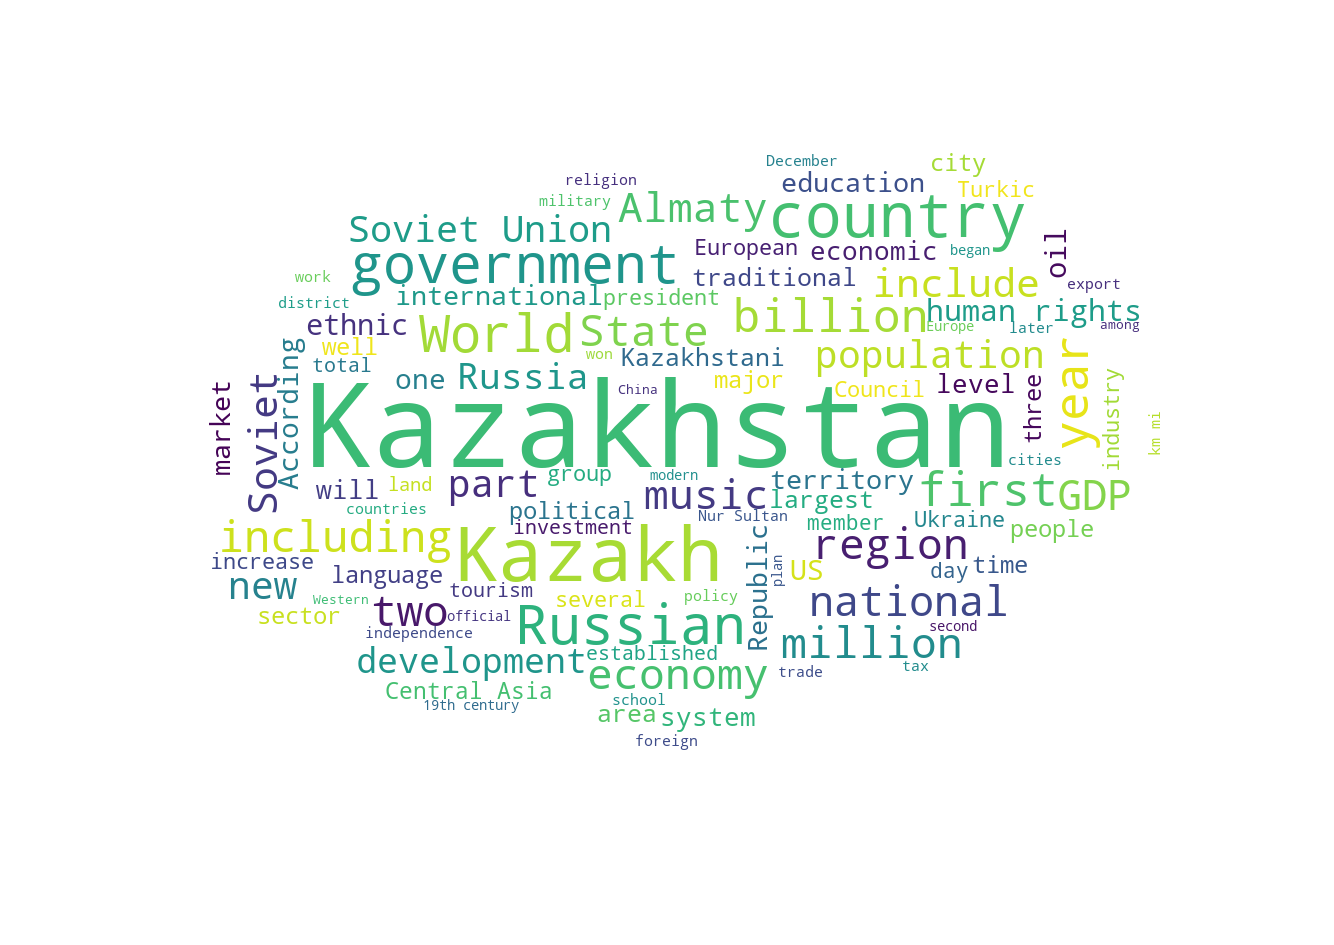 December
city
religion
education
Turkic
military
Almaty
country
Soviet Union
government
European
economic
began
oil
work
traditional
include
export
district
international
president
ethnic
World
State
billion
human rights
Europe
later
among
well
won
Kazakhstani
population
year
total
According
one
Russia
China
major
Council
level
three
industry
market
Soviet
Kazakhstan
km mi
cities
will
land
part
group
modern
music
territory
largest
first
GDP
countries
political
investment
Nur Sultan
member
Ukraine
people
including
Kazakh
Republic
region
increase
language
plan
US
day
time
new
tourism
several
policy
national
Western
two
official
sector
independence
Russian
million
second
development
established
economy
trade
tax
Central Asia
19th century
school
area
system
foreign